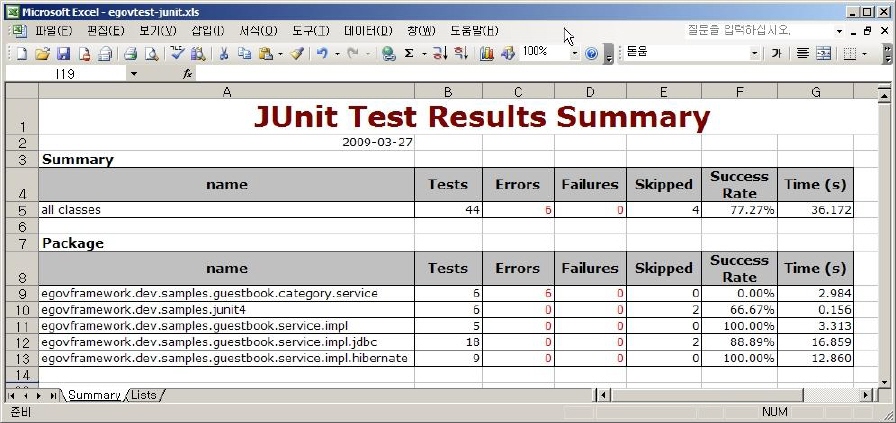 Microsoft Excel - egovtest-junit.xls
파일(F) 편집(E) 보기(V) 삽입(I) 서식(O) 도구(T) 데이터(D) 창(W) 도움말(H) 질문을 입력하십시오.
100% 돋움 가
I19 fx
A B C D E F G
1 JUnit Test Results Summary
2 2009-03-27
3 Summary
4 name Tests Errors Failures Skipped Success Rate Time (s)
5 all classes 44 6 0 4 77.27% 36.172
6
7 Package
8 name Tests Errors Failures Skipped Success Rate Time (s)
9 egovframework.dev.samples.guestbook.category.service 6 6 0 0 0.00% 2.984
10 egovframework.dev.samples.junit4 6 0 0 2 66.67% 0.156
11 egovframework.dev.samples.guestbook.service.impl 5 0 0 0 100.00% 3.313
12 egovframework.dev.samples.guestbook.service.impl.jdbc 18 0 0 2 88.89% 16.859
13 egovframework.dev.samples.guestbook.service.impl.hibernate 9 0 0 0 100.00% 12.860
14
Summary Lists
준비 NUM